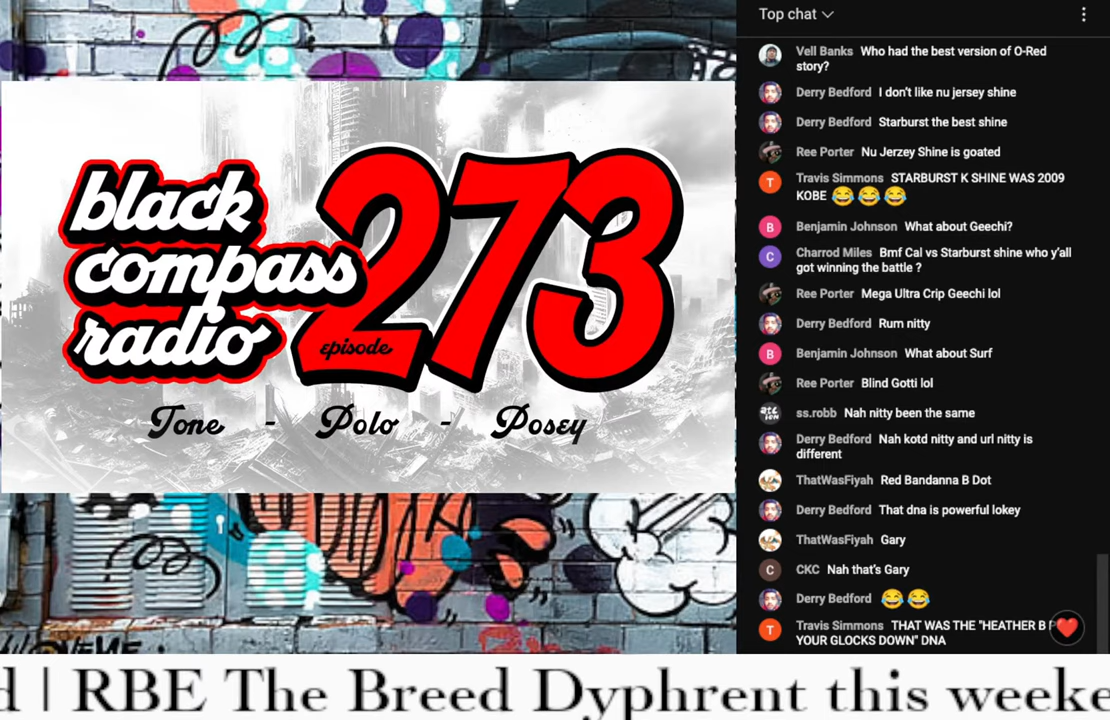 black
compass
radio
273
episode
Tone - Polo - Posey
Top chat
Vell Banks Who had the best version of O-Red
story?
Derry Bedford I don't like nu jersey shine
Derry Bedford Starburst the best shine
Ree Porter Nu Jerzey Shine is goated
T Travis Simmons STARBURST K SHINE WAS 2009
KOBE 😂😂😂
B Benjamin Johnson What about Geechi?
C Charrod Miles Bmf Cal vs Starburst shine who y'all
got winning the battle ?
Ree Porter Mega Ultra Crip Geechi lol
Derry Bedford Rum nitty
B Benjamin Johnson What about Surf
Ree Porter Blind Gotti lol
ss.robb Nah nitty been the same
Derry Bedford Nah kotd nitty and url nitty is
different
ThatWasFiyah Red Bandanna B Dot
Derry Bedford That dna is powerful lokey
ThatWasFiyah Gary
C CKC Nah that's Gary
Derry Bedford 😂😂
T Travis Simmons THAT WAS THE "HEATHER B
YOUR GLOCKS DOWN" DNA
d | RBE The Breed Dyphrent this weeke